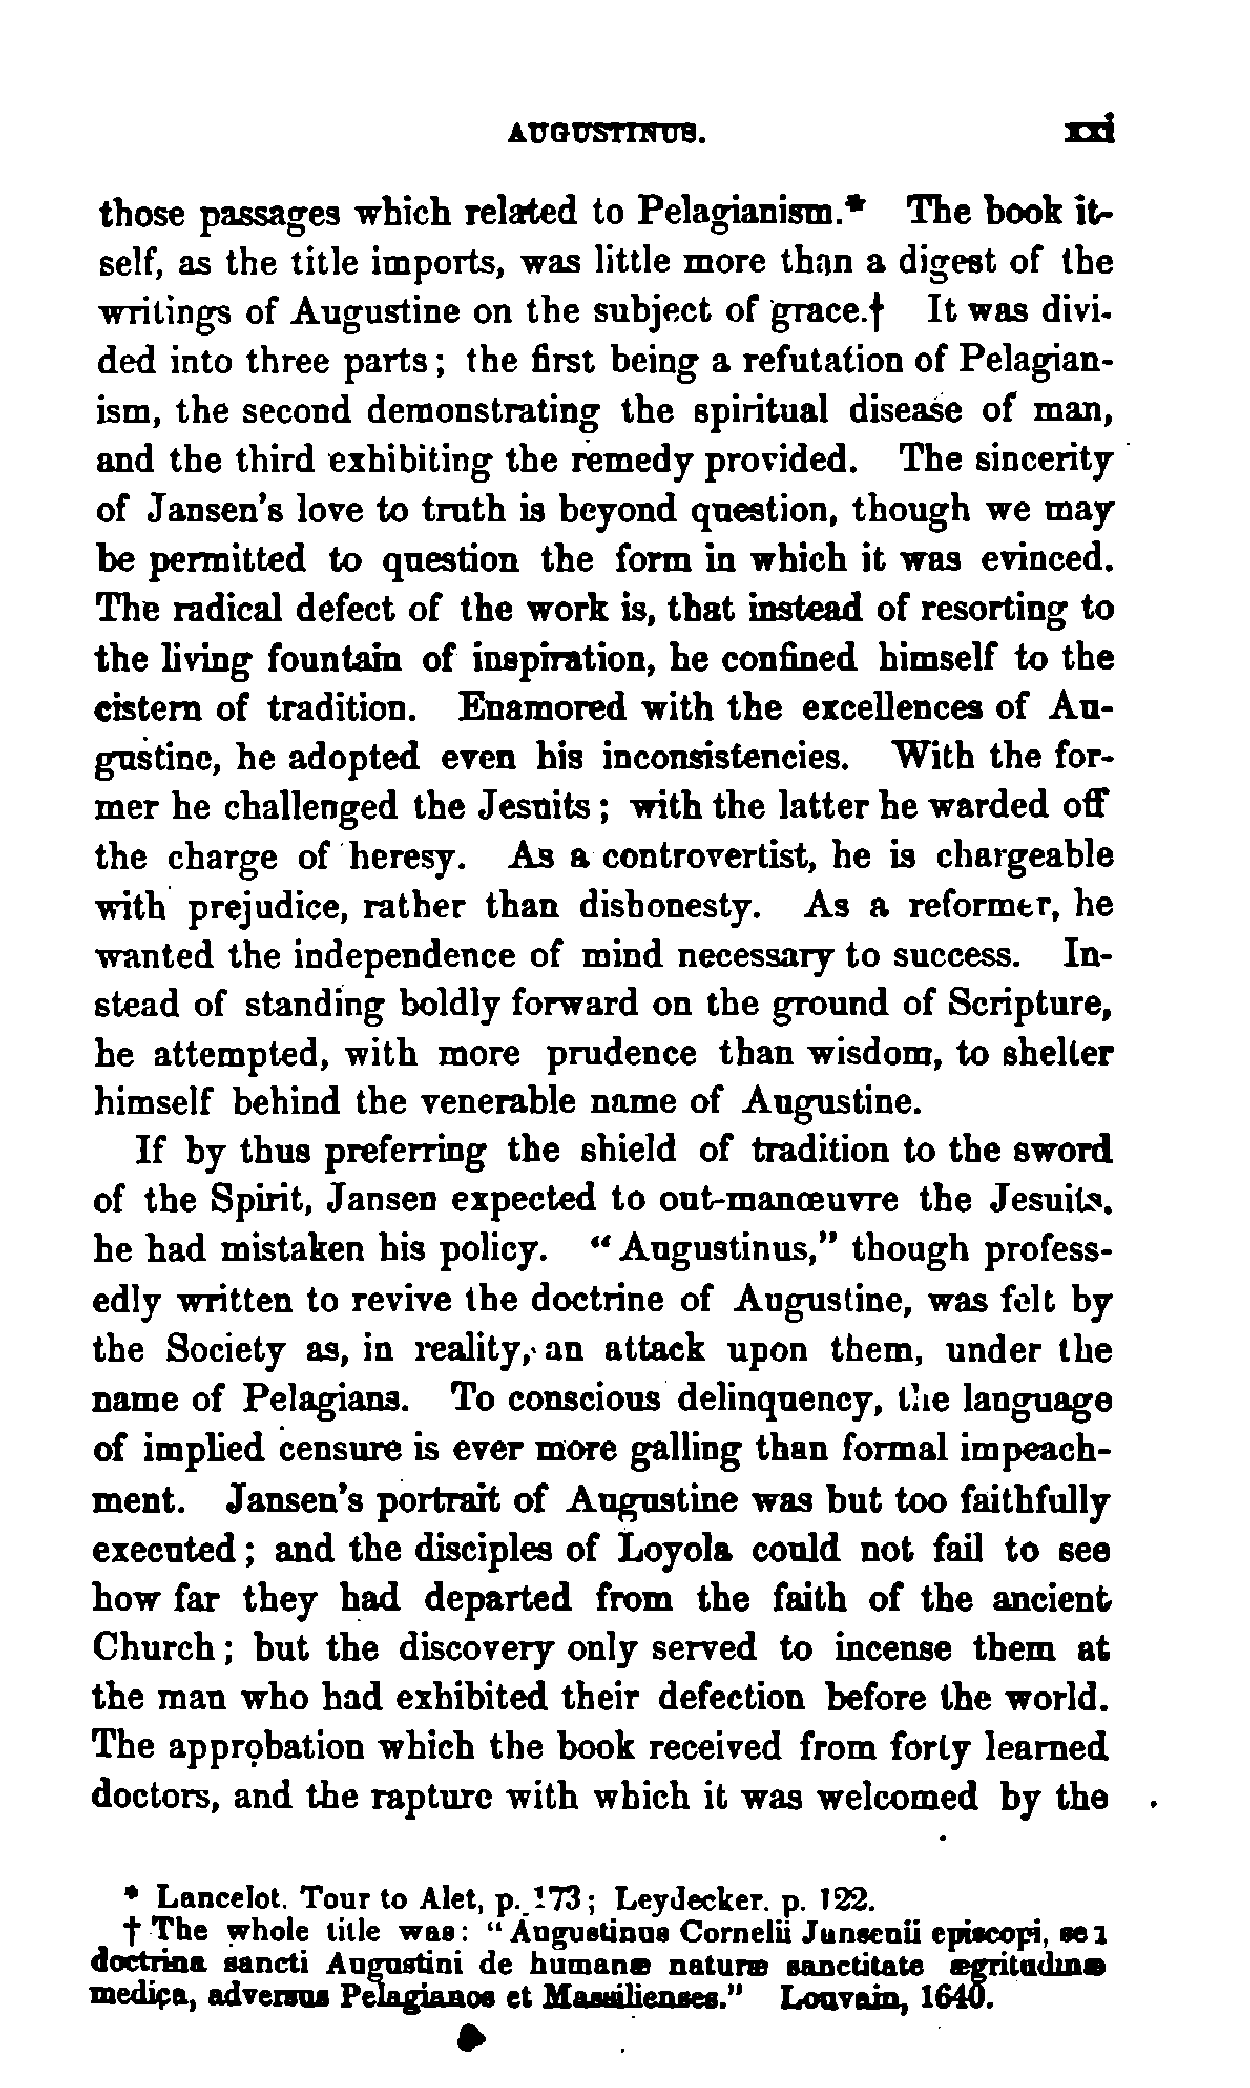 AUGUSTINUS. xxi
those passages which related to Pelagianism.* The book it-
self, as the title imports, was little more than a digest of the
writings of Augustine on the subject of grace.† It was divi-
ded into three parts; the first being a refutation of Pelagian-
ism, the second demonstrating the spiritual disease of man,
and the third exhibiting the remedy provided. The sincerity
of Jansen's love to truth is beyond question, though we may
be permitted to question the form in which it was evinced.
The radical defect of the work is, that instead of resorting to
the living fountain of inspiration, he confined himself to the
cistern of tradition. Enamored with the excellences of Au-
gustine, he adopted even his inconsistencies. With the for-
mer he challenged the Jesuits; with the latter he warded off
the charge of heresy. As a controvertist, he is chargeable
with prejudice, rather than dishonesty. As a reformer, he
wanted the independence of mind necessary to success. In-
stead of standing boldly forward on the ground of Scripture,
he attempted, with more prudence than wisdom, to shelter
himself behind the venerable name of Augustine.
If by thus preferring the shield of tradition to the sword
of the Spirit, Jansen expected to out-manœuvre the Jesuits,
he had mistaken his policy. “Augustinus,” though profess-
edly written to revive the doctrine of Augustine, was felt by
the Society as, in reality, an attack upon them, under the
name of Pelagians. To conscious delinquency, the language
of implied censure is ever more galling than formal impeach-
ment. Jansen's portrait of Augustine was but too faithfully
executed; and the disciples of Loyola could not fail to see
how far they had departed from the faith of the ancient
Church; but the discovery only served to incense them at
the man who had exhibited their defection before the world.
The approbation which the book received from forty learned
doctors, and the rapture with which it was welcomed by the
* Lancelot. Tour to Alet, p. 173; Leydecker. p. 122.
† The whole title was: “Augustinus Cornelii Jansenii episcopi, seu
doctrina sancti Augustini de humanæ naturæ sanctitate ægritudinæ
medica, adversus Pelagianos et Massilienses.” Louvain, 1640.